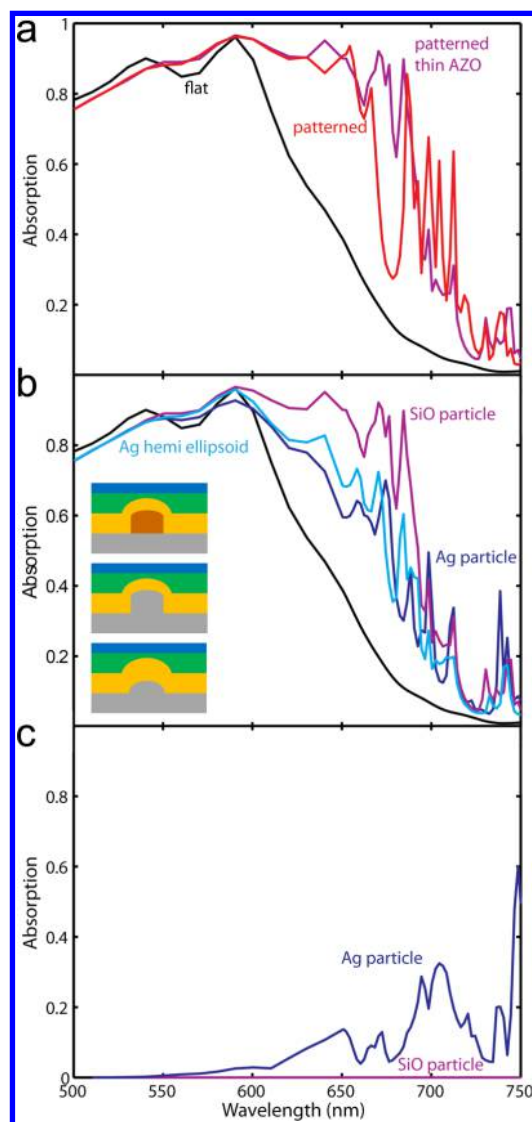 a
1
patterned
thin AZO
0.8
flat
patterned
0.6
Absorption
0.4
0.2
b
SiO particle
0.8
Ag hemi ellipsoid
0.6
Ag particle
Absorption
0.4
0.2
c
0.8
0.6
Absorption
0.4
Ag particle
0.2
SiO particle
0
500 550 600 650 700 750
Wavelength (nm)